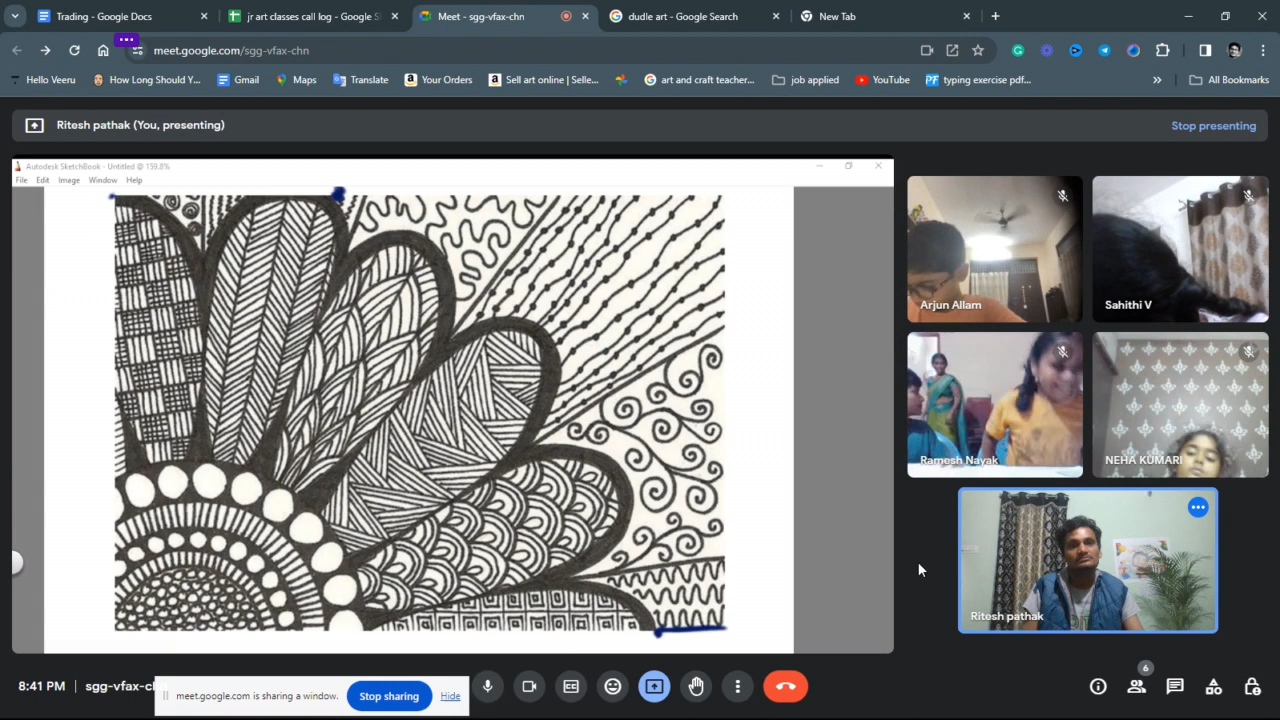 Trading - Google Docs
jr art classes call log - Google S
Meet - sgg-vfax-chn
dudle art - Google Search
New Tab
meet.google.com/sgg-vfax-chn
Hello Veeru
How Long Should Y...
Gmail
Maps
Translate
Your Orders
Sell art online | Selle...
art and craft teacher...
job applied
YouTube
typing exercise pdf...
All Bookmarks
Ritesh pathak (You, presenting)
Stop presenting
Autodesk SketchBook - Untitled @ 159.8%
File Edit Image Window Help
Arjun Allam
Sahithi V
Ramesh Nayak
NEHA KUMARI
Ritesh pathak
8:41 PM | sgg-vfax-ch
meet.google.com is sharing a window.
Stop sharing
Hide
6